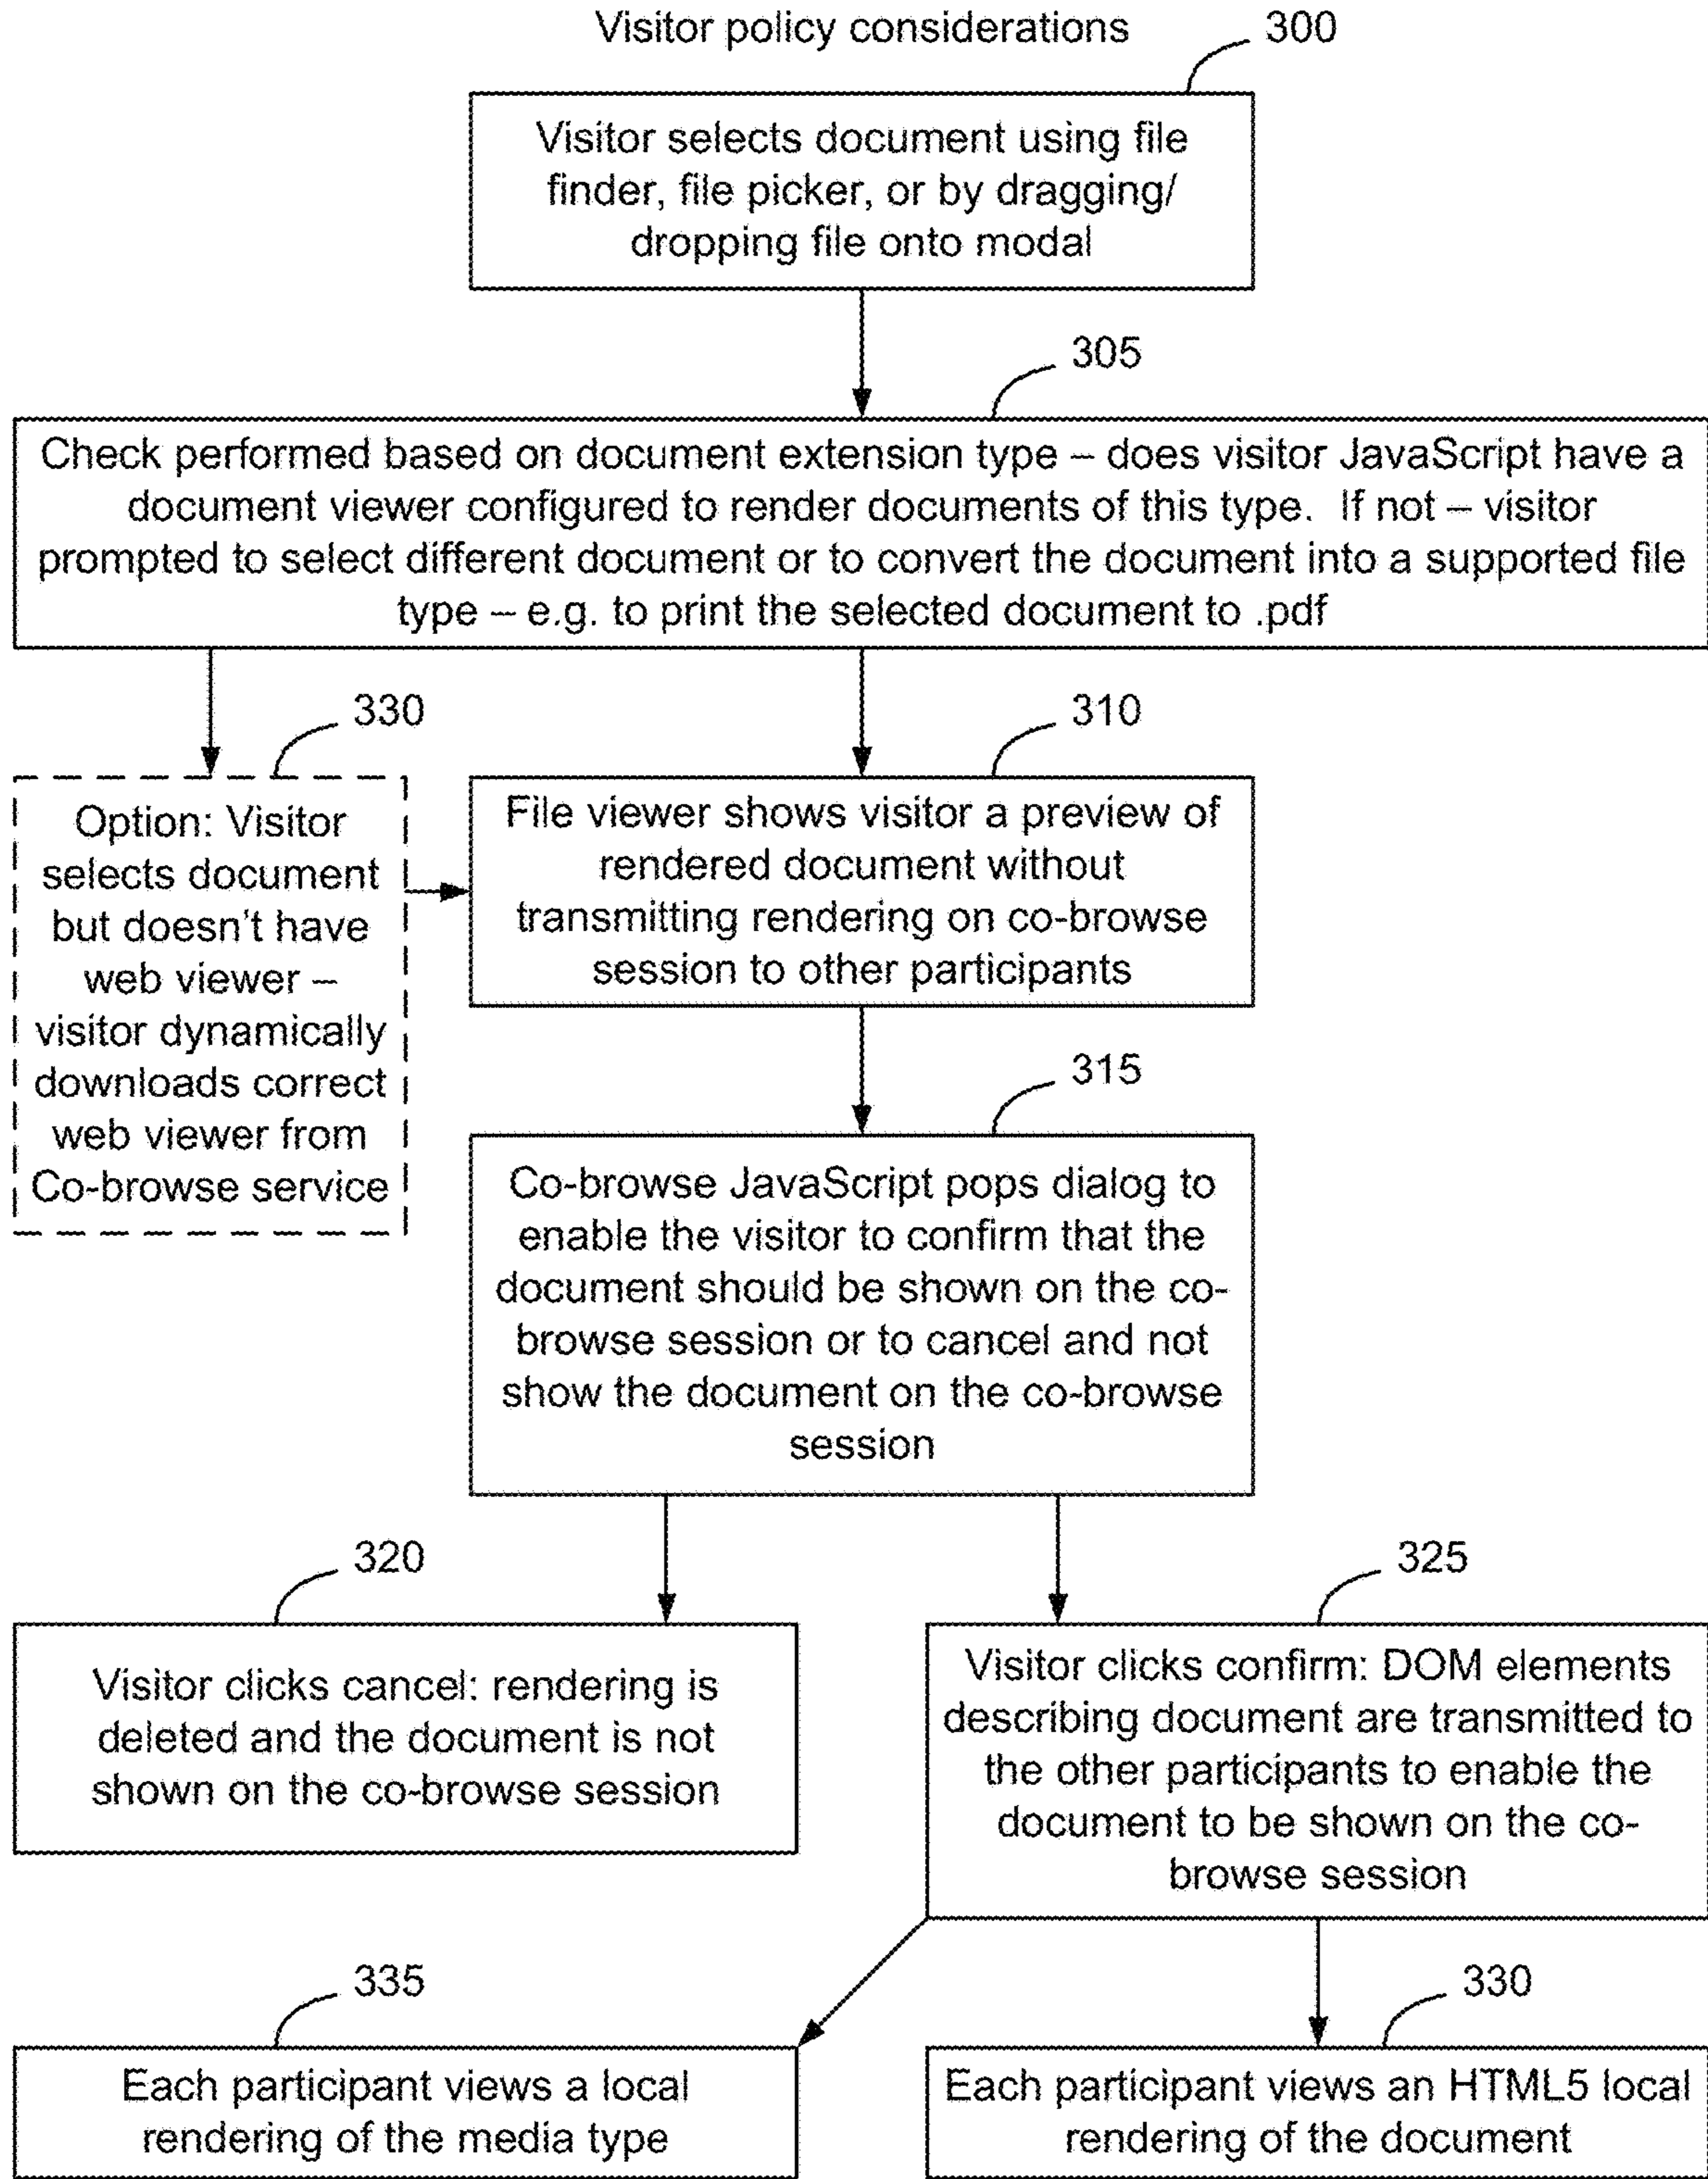 Visitor policy considerations
300
Visitor selects document using file
finder, file picker, or by dragging/
dropping file onto modal
305
Check performed based on document extension type – does visitor JavaScript have a
document viewer configured to render documents of this type.  If not – visitor
prompted to select different document or to convert the document into a supported file
type – e.g. to print the selected document to .pdf
330
Option: Visitor
selects document
but doesn't have
web viewer –
visitor dynamically
downloads correct
web viewer from
Co-browse service
310
File viewer shows visitor a preview of
rendered document without
transmitting rendering on co-browse
session to other participants
315
Co-browse JavaScript pops dialog to
enable the visitor to confirm that the
document should be shown on the co-
browse session or to cancel and not
show the document on the co-browse
session
320
Visitor clicks cancel: rendering is
deleted and the document is not
shown on the co-browse session
325
Visitor clicks confirm: DOM elements
describing document are transmitted to
the other participants to enable the
document to be shown on the co-
browse session
335
Each participant views a local
rendering of the media type
330
Each participant views an HTML5 local
rendering of the document